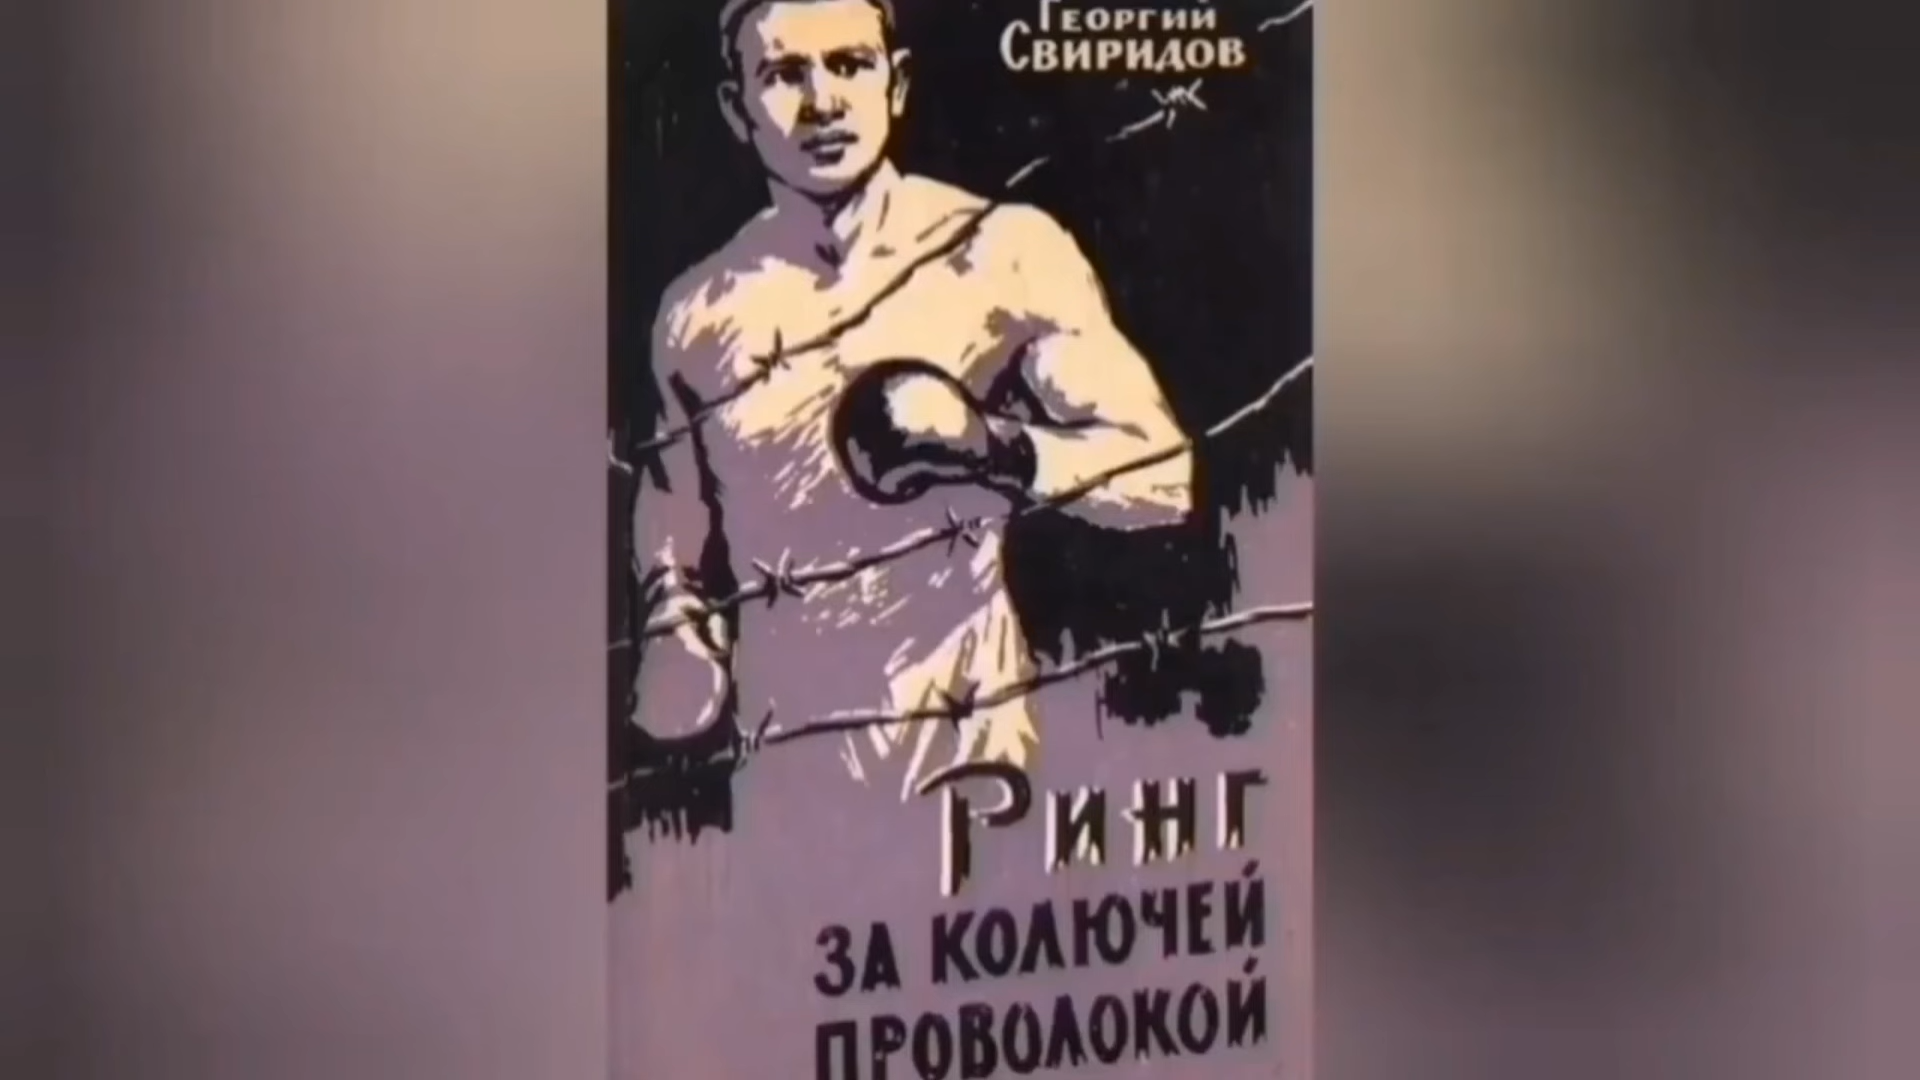 Георгий
Свиридов
Ринг
за колючей
проволокой